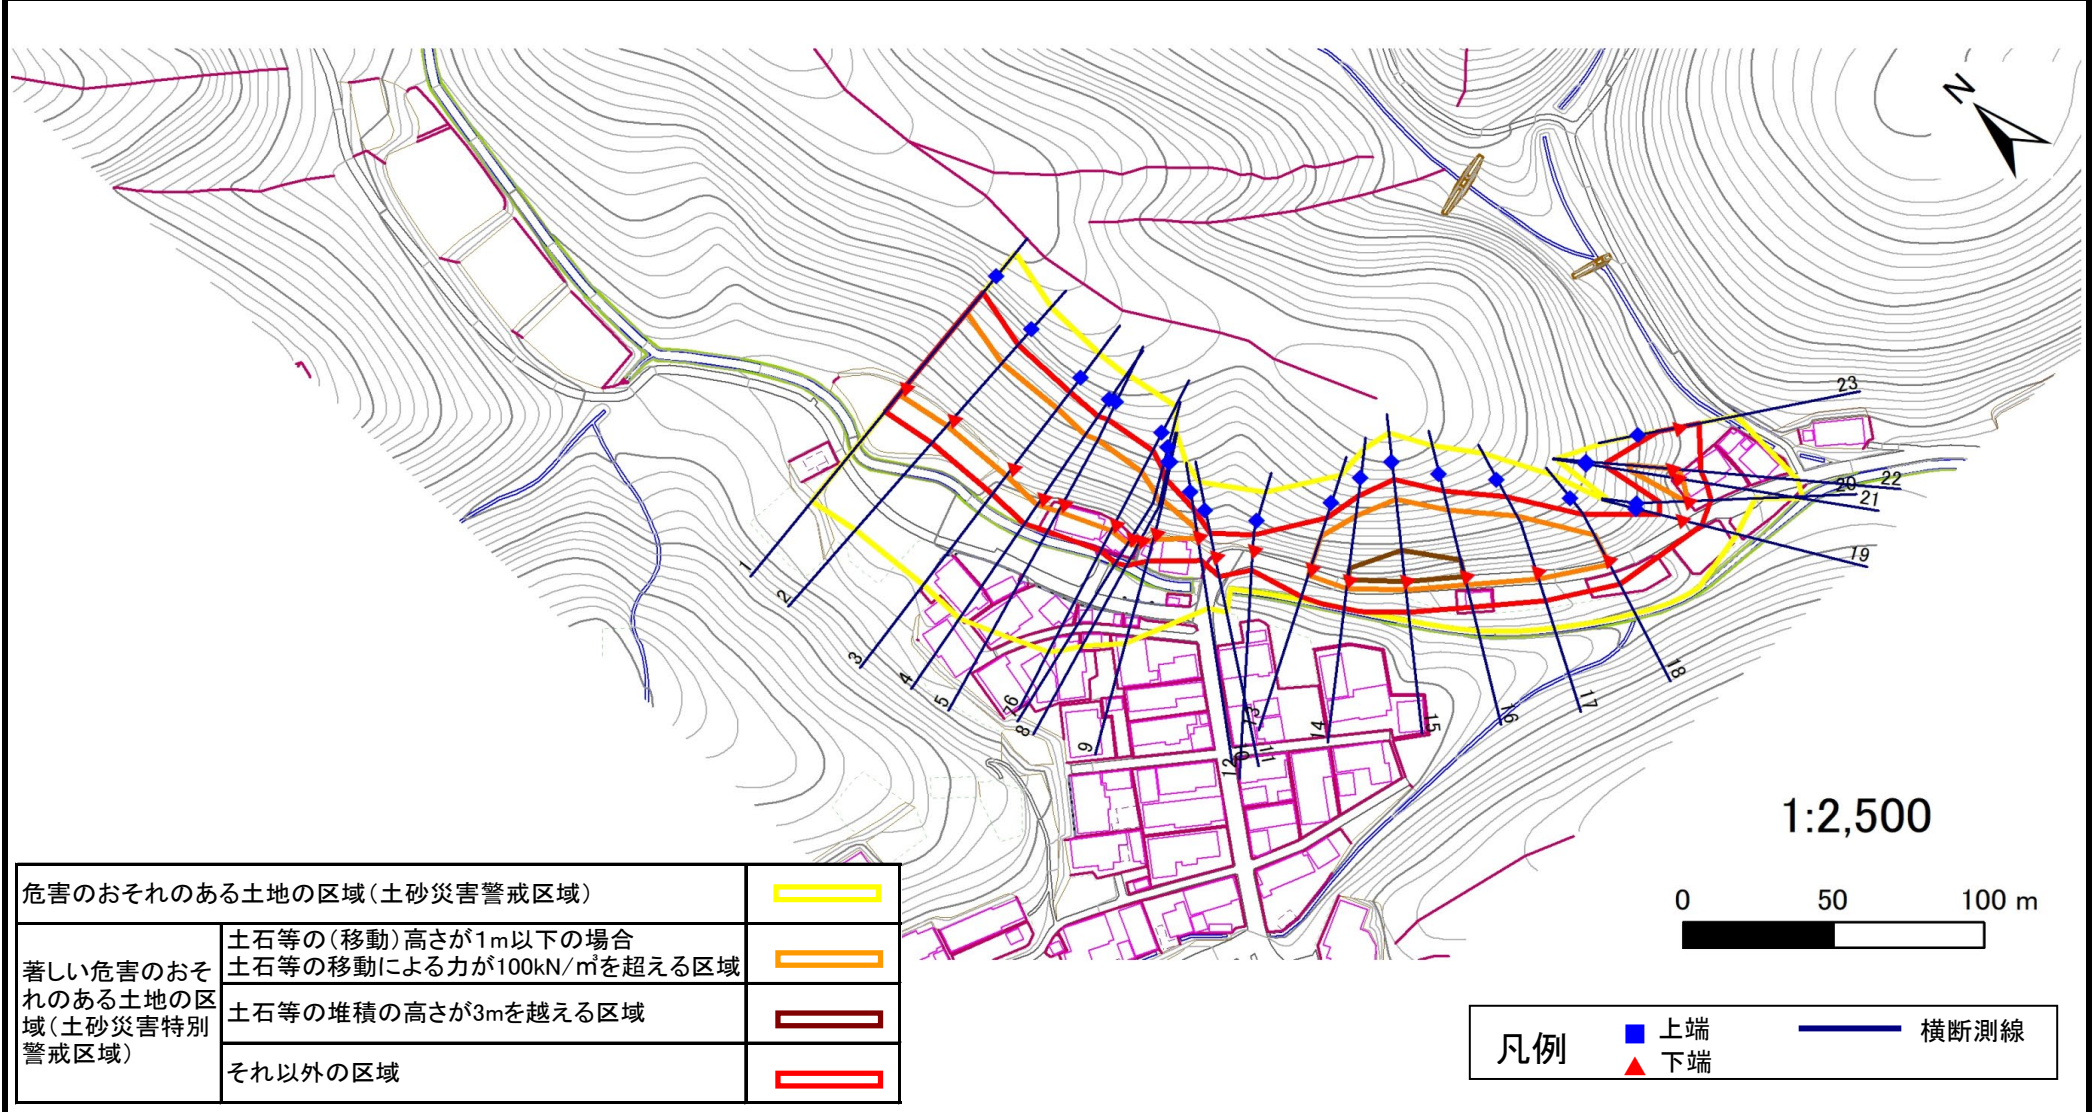 N
23
22
20
21
19
18
17
16
15
14
13
11
10
12
9
8
7
6
5
4
3
2
1
1:2,500
0 50 100 m
危害のおそれのある土地の区域(土砂災害警戒区域)
著しい危害のおそ
れのある土地の区
域(土砂災害特別
警戒区域)
土石等の(移動)高さが1m以下の場合
土石等の移動による力が100kN/㎥を超える区域
土石等の堆積の高さが3mを越える区域
それ以外の区域
凡例
上端
下端
横断測線